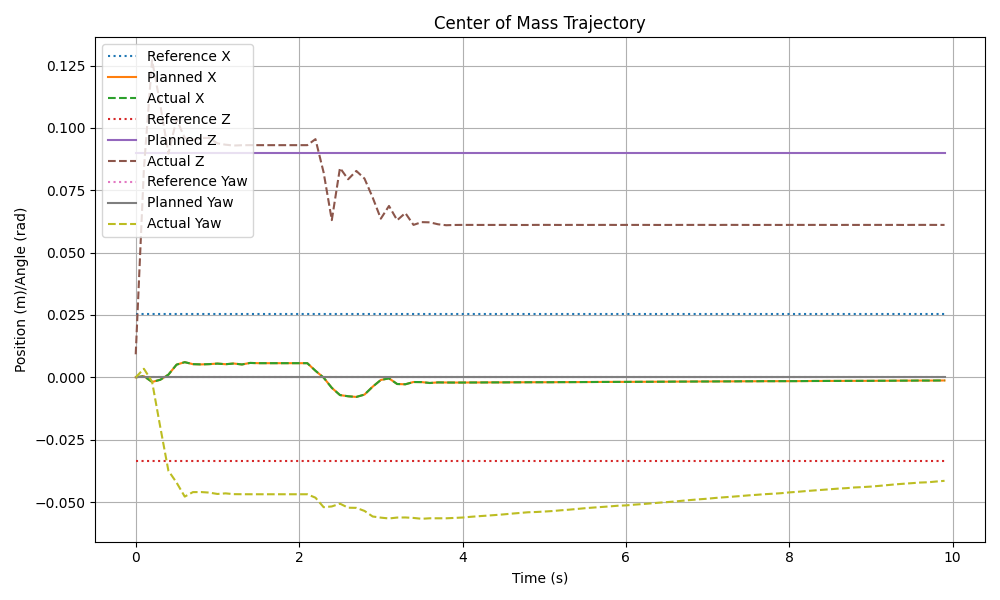 Center of Mass Trajectory
Reference X
Planned X
Actual X
Reference Z
Planned Z
Actual Z
Reference Yaw
Planned Yaw
Actual Yaw
0.125
0.100
0.075
0.050
0.025
0.000
−0.025
−0.050
Position (m)/Angle (rad)
0 2 4 6 8 10
Time (s)